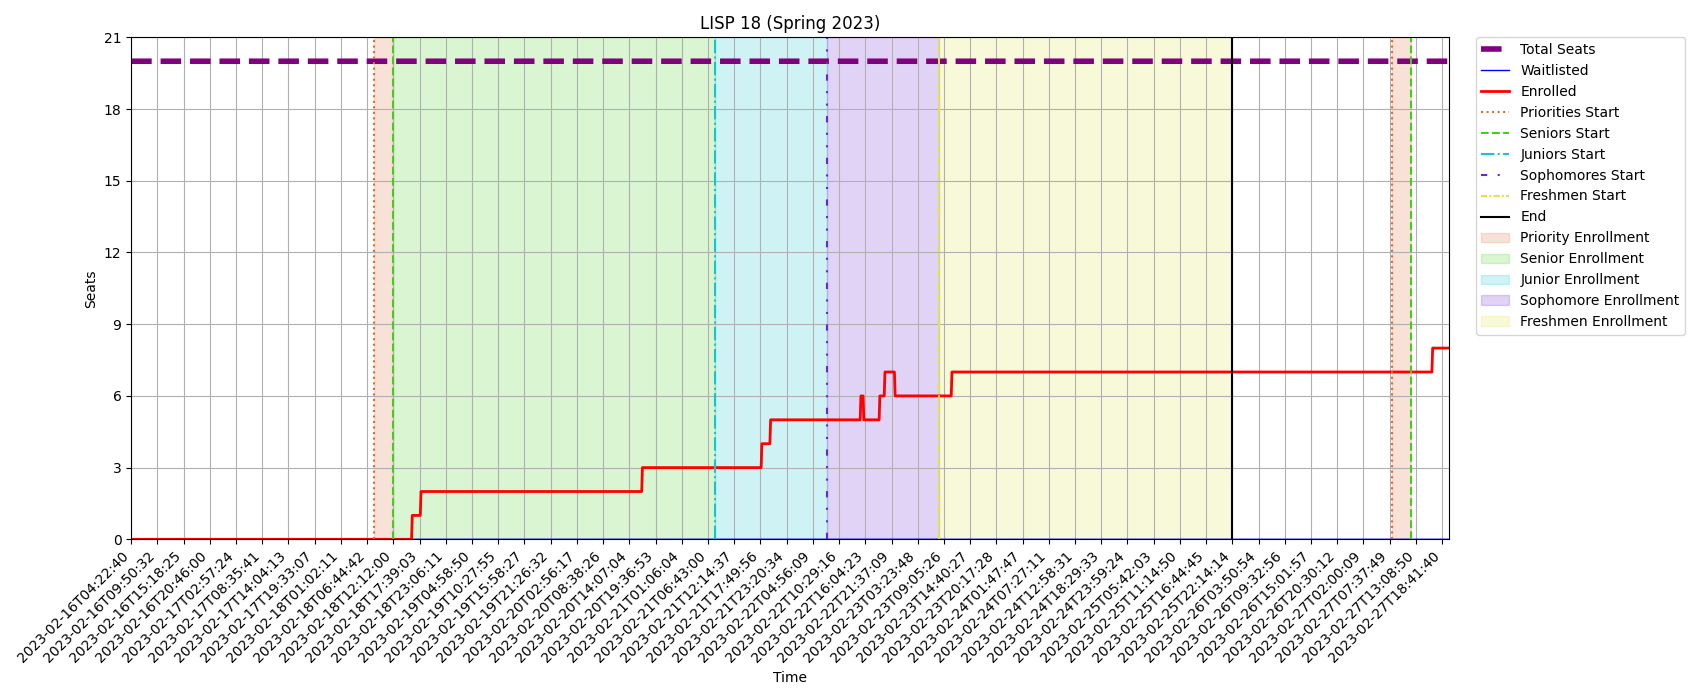 LISP 18 (Spring 2023)
21
18
15
12
9
6
3
0
Seats
2023-02-16T04:22:40
2023-02-16T09:50:32
2023-02-16T15:18:25
2023-02-16T20:46:00
2023-02-17T02:57:24
2023-02-17T08:35:41
2023-02-17T14:04:13
2023-02-17T19:33:07
2023-02-18T01:02:11
2023-02-18T06:44:42
2023-02-18T12:12:00
2023-02-18T17:39:03
2023-02-18T23:06:11
2023-02-19T04:58:50
2023-02-19T10:27:55
2023-02-19T15:58:27
2023-02-19T21:26:32
2023-02-20T02:56:17
2023-02-20T08:38:26
2023-02-20T14:07:04
2023-02-20T19:36:53
2023-02-21T01:06:04
2023-02-21T06:43:00
2023-02-21T12:14:37
2023-02-21T17:49:56
2023-02-21T23:20:34
2023-02-22T04:56:09
2023-02-22T10:29:16
2023-02-22T16:04:23
2023-02-22T21:37:09
2023-02-23T03:23:48
2023-02-23T09:05:26
2023-02-23T14:40:27
2023-02-23T20:17:28
2023-02-24T01:47:47
2023-02-24T07:27:11
2023-02-24T12:58:31
2023-02-24T18:29:33
2023-02-24T23:59:24
2023-02-25T05:42:03
2023-02-25T11:14:50
2023-02-25T16:44:45
2023-02-25T22:14:14
2023-02-26T03:50:54
2023-02-26T09:32:56
2023-02-26T15:01:57
2023-02-26T20:30:12
2023-02-27T02:00:09
2023-02-27T07:37:49
2023-02-27T13:08:50
2023-02-27T18:41:40
Time
Total Seats
Waitlisted
Enrolled
Priorities Start
Seniors Start
Juniors Start
Sophomores Start
Freshmen Start
End
Priority Enrollment
Senior Enrollment
Junior Enrollment
Sophomore Enrollment
Freshmen Enrollment